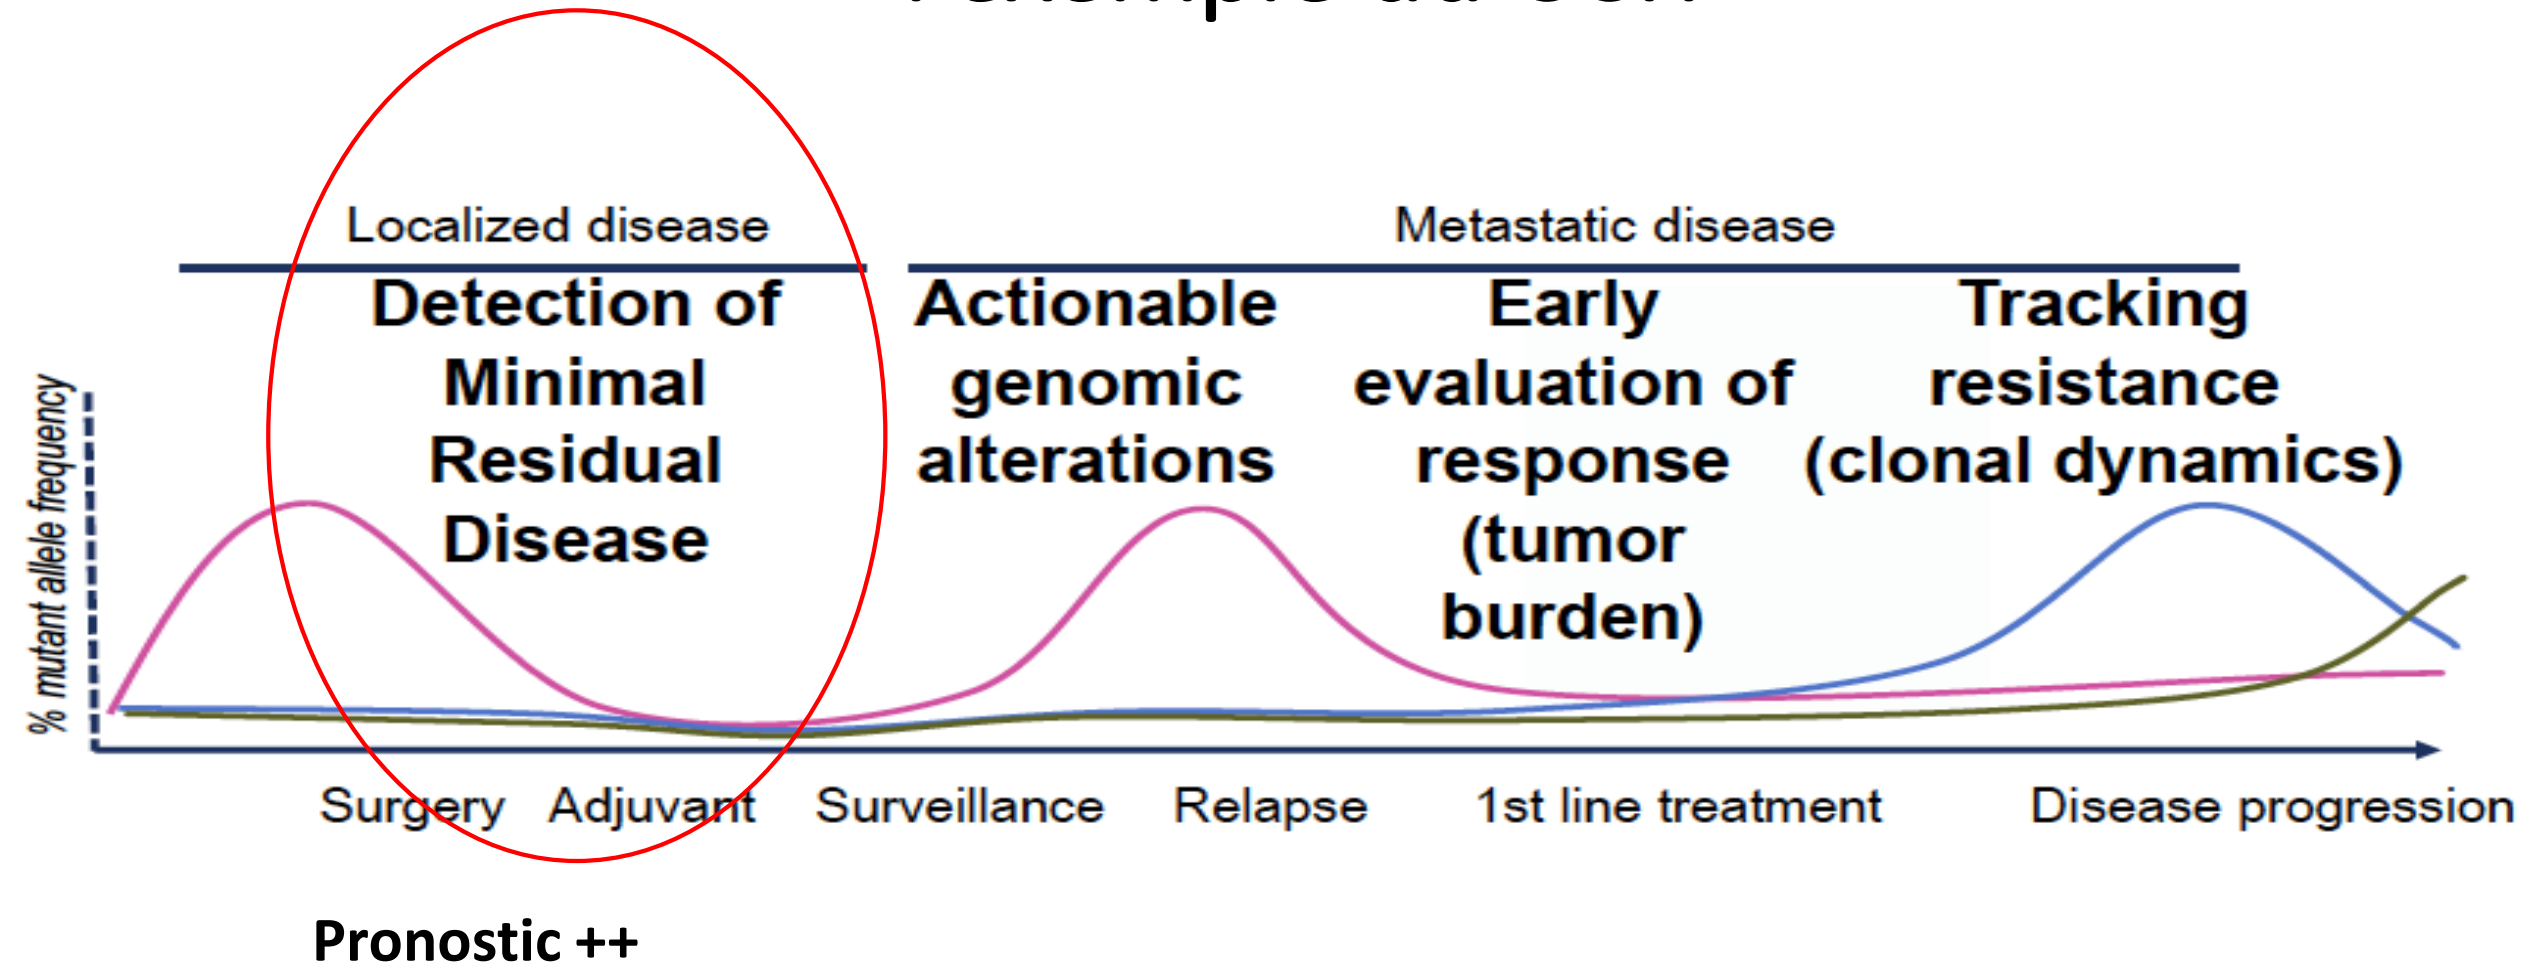 Localized disease
Metastatic disease
Detection of
Minimal
Residual
Disease
Actionable
genomic
alterations
Early
evaluation of
response
(tumor
burden)
Tracking
resistance
(clonal dynamics)
% mutant allele frequency
Surgery Adjuvant Surveillance Relapse 1st line treatment Disease progression
Pronostic ++